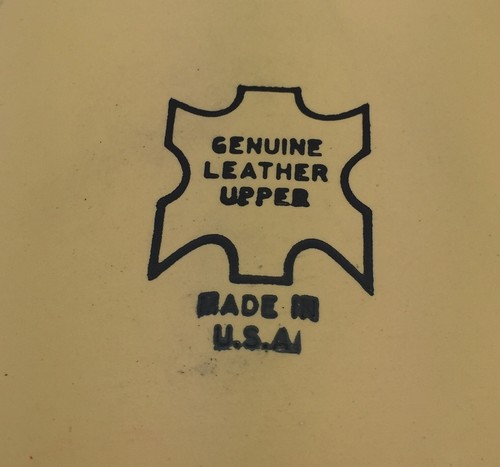 GENUINE
LEATHER
UPPER
MADE IN
U.S.A.